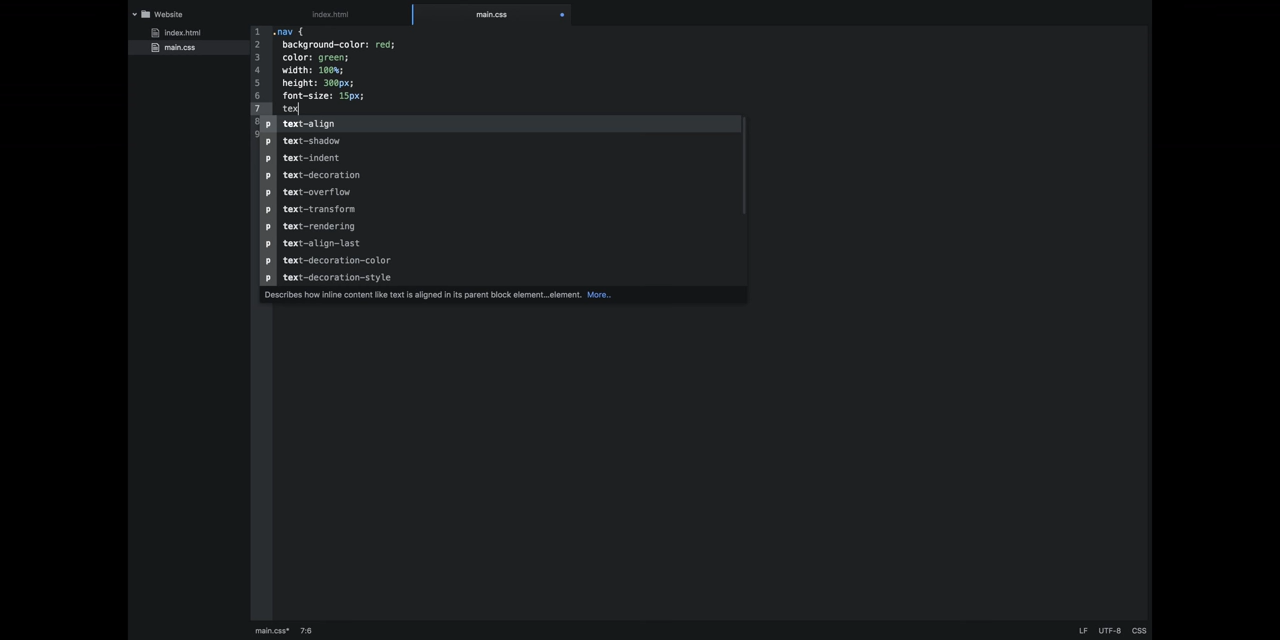 Website
index.html
main.css
index.html
main.css
1 .nav {
2 background-color: red;
3 color: green;
4 width: 100%;
5 height: 300px;
6 font-size: 15px;
7 tex
8
9
p text-align
p text-shadow
p text-indent
p text-decoration
p text-overflow
p text-transform
p text-rendering
p text-align-last
p text-decoration-color
p text-decoration-style
Describes how inline content like text is aligned in its parent block element...element. More..
main.css* 7:6 LF UTF-8 CSS